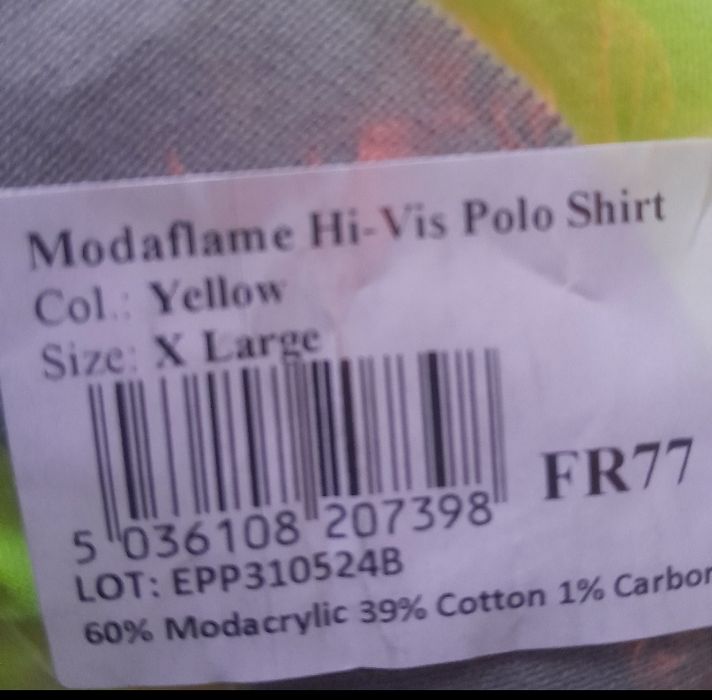 Modaflame Hi-Vis Polo Shirt
Col.: Yellow
Size: X Large
FR77
5 036108 207398
LOT: EPP310524B
60% Modacrylic 39% Cotton 1% Carbon